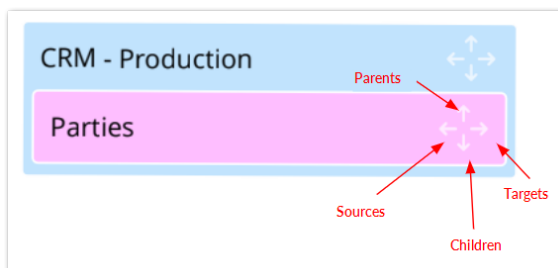 CRM - Production
Parents
Parties
Targets
Sources
Children